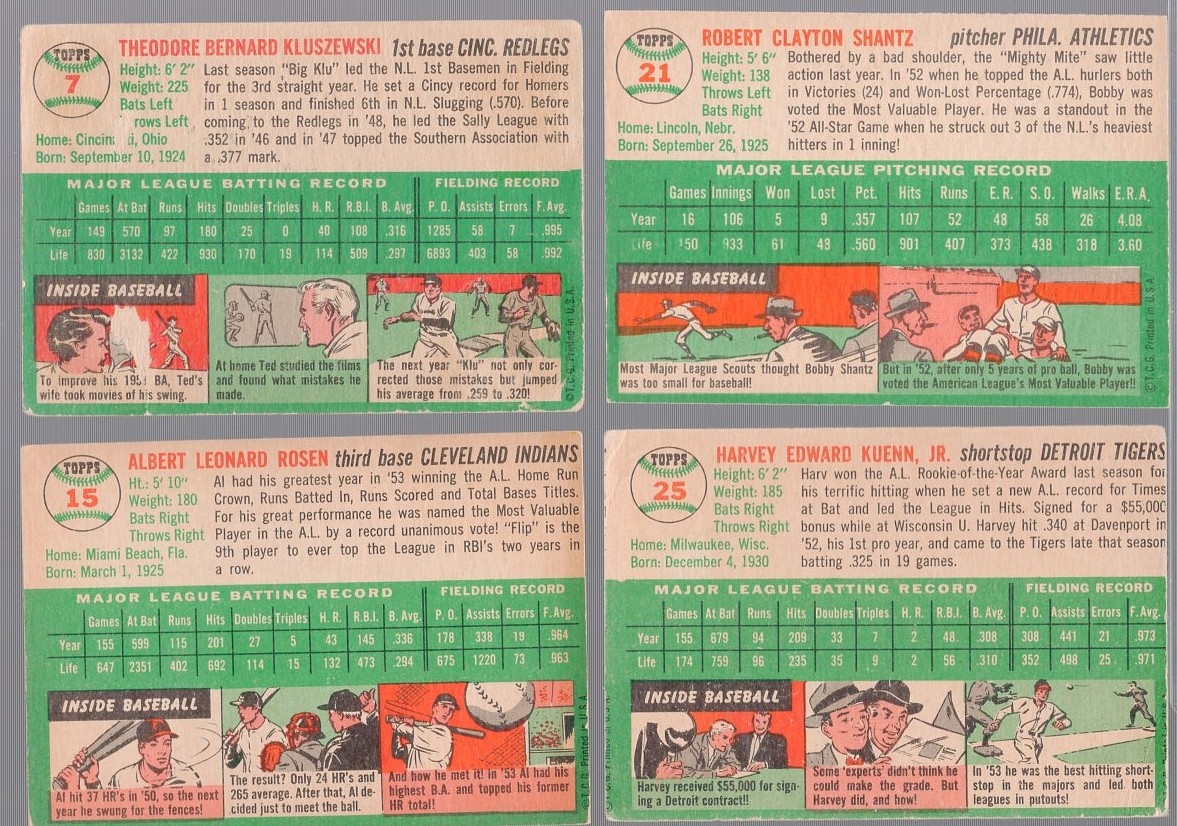 TOPPS
7
THEODORE BERNARD KLUSZEWSKI 1st base CINC. REDLEGS
Height: 6' 2"
Weight: 225
Bats Left
rows Left
Home: Cincin i, Ohio
Born: September 10, 1924
Last season "Big Klu" led the N.L. 1st Basemen in Fielding
for the 3rd straight year. He set a Cincy record for Homers
in 1 season and finished 6th in N.L. Slugging (.570). Before
coming to the Redlegs in '48, he led the Sally League with
.352 in '46 and in '47 topped the Southern Association with
a .377 mark.
MAJOR LEAGUE BATTING RECORD FIELDING RECORD
Games At Bat Runs Hits Doubles Triples H. R. R.B.I. B. Avg. P. O. Assists Errors F. Avg.
Year 149 570 97 180 25 0 40 108 .316 1285 58 7 .995
Life 830 3132 422 930 170 19 114 509 .297 6893 403 58 .992
INSIDE BASEBALL
To improve his 195 BA, Ted's
wife took movies of his swing.
At home Ted studied the films
and found what mistakes he
made.
The next year "Klu" not only cor-
rected those mistakes but jumped
his average from .259 to .320!
© T.C.G. Printed in U.S.A.
TOPPS
21
ROBERT CLAYTON SHANTZ pitcher PHILA. ATHLETICS
Height: 5' 6"
Weight: 138
Throws Left
Bats Right
Home: Lincoln, Nebr.
Born: September 26, 1925
Bothered by a bad shoulder, the "Mighty Mite" saw little
action last year. In '52 when he topped the A.L. hurlers both
in Victories (24) and Won-Lost Percentage (.774), Bobby was
voted the Most Valuable Player. He was a standout in the
'52 All-Star Game when he struck out 3 of the N.L.'s heaviest
hitters in 1 inning!
MAJOR LEAGUE PITCHING RECORD
Games Innings Won Lost Pct. Hits Runs E. R. S. O. Walks E.R.A.
Year 16 106 5 9 .357 107 52 48 58 26 4.08
Life 150 933 61 48 .560 901 407 373 438 318 3.60
INSIDE BASEBALL
Most Major League Scouts thought Bobby Shantz
was too small for baseball!
But in '52, after only 5 years of pro ball, Bobby was
voted the American League's Most Valuable Player!!
© T.C.G. Printed in U.S.A
TOPPS
15
ALBERT LEONARD ROSEN third base CLEVELAND INDIANS
Ht.: 5' 10"
Weight: 180
Bats Right
Throws Right
Home: Miami Beach, Fla.
Born: March 1, 1925
Al had his greatest year in '53 winning the A.L. Home Run
Crown, Runs Batted In, Runs Scored and Total Bases Titles.
For his great performance he was named the Most Valuable
Player in the A.L. by a record unanimous vote! "Flip" is the
9th player to ever top the League in RBI's two years in
a row.
MAJOR LEAGUE BATTING RECORD FIELDING RECORD
Games At Bat Runs Hits Doubles Triples H. R. R.B.I. B. Avg. P. O. Assists Errors F. Avg.
Year 155 599 115 201 27 5 43 145 .336 178 338 19 .964
Life 647 2351 402 692 114 15 132 473 .294 675 1220 73 .963
INSIDE BASEBALL
Al hit 37 HR's in '50, so the next
year he swung for the fences!
The result? Only 24 HR's and
265 average. After that, Al de-
cided just to meet the ball.
And how he met it! in '53 Al had his
highest B.A. and topped his former
HR total!
© T.C.G. Printed in U.S.A
TOPPS
25
HARVEY EDWARD KUENN, JR. shortstop DETROIT TIGERS
Height: 6' 2"
Weight: 185
Bats Right
Throws Right
Home: Milwaukee, Wisc.
Born: December 4, 1930
Harv won the A.L. Rookie-of-the-Year Award last season for
his terrific hitting when he set a new A.L. record for Times
at Bat and led the League in Hits. Signed for a $55,000
bonus while at Wisconsin U. Harvey hit .340 at Davenport in
'52, his 1st pro year, and came to the Tigers late that season
batting .325 in 19 games.
MAJOR LEAGUE BATTING RECORD FIELDING RECORD
Games At Bat Runs Hits Doubles Triples H. R. R.B.I. B. Avg. P. O. Assists Errors F. Avg.
Year 155 679 94 209 33 7 2 48 .308 308 441 21 .973
Life 174 759 96 235 35 9 2 56 .310 352 498 25 .971
INSIDE BASEBALL
Harvey received $55,000 for sign-
ing a Detroit contract!!
Some 'experts' didn't think he
could make the grade. But
Harvey did, and how!
In '53 he was the best hitting short-
stop in the majors and led both
leagues in putouts!